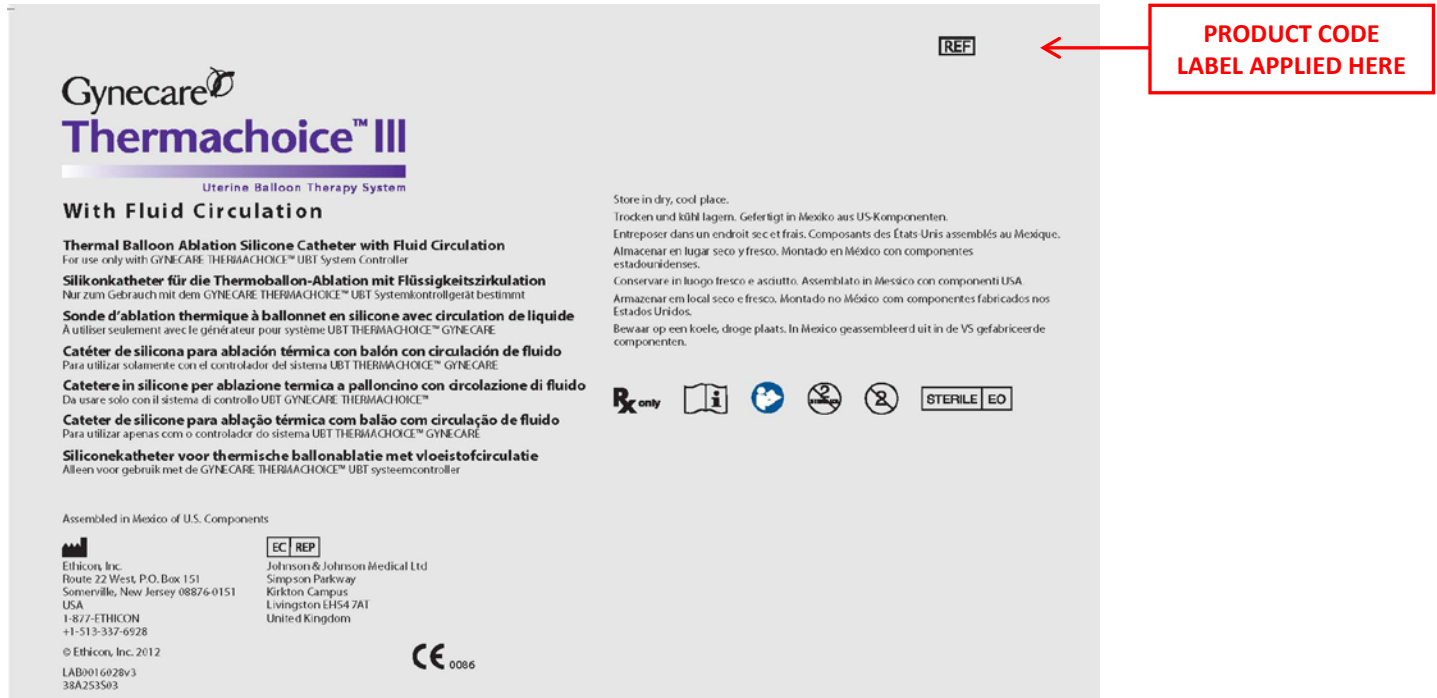 REF
PRODUCT CODE
LABEL APPLIED HERE
Gynecare
Thermachoice™ III
Uterine Balloon Therapy System
With Fluid Circulation
Thermal Balloon Ablation Silicone Catheter with Fluid Circulation
For use only with GYNECARE THERMACHOICE™ UBT System Controller
Silikonkatheter für die Thermoballon-Ablation mit Flüssigkeitszirkulation
Nur zum Gebrauch mit dem GYNECARE THERMACHOICE™ UBT Systemkontrollgerät bestimmt
Sonde d'ablation thermique à ballonnet en silicone avec circulation de liquide
À utiliser seulement avec le générateur pour système UBT THERMACHOICE™ GYNECARE
Catéter de silicona para ablación térmica con balón con circulación de fluido
Para utilizar solamente con el controlador del sistema UBT THERMACHOICE™ GYNECARE
Catetere in silicone per ablazione termica a palloncino con circolazione di fluido
Da usare solo con il sistema di controllo UBT GYNECARE THERMACHOICE™
Cateter de silicone para ablação térmica com balão com circulação de fluido
Para utilizar apenas com o controlador do sistema UBT THERMACHOICE™ GYNECARE
Siliconekatheter voor thermische ballonablatie met vloeistofcirculatie
Alleen voor gebruik met de GYNECARE THERMACHOICE™ UBT systeemcontroller
Store in dry, cool place.
Trocken und kühl lagern. Gefertigt in Mexiko aus US-Komponenten.
Entreposer dans un endroit sec et frais. Composants des États-Unis assemblés au Mexique.
Almacenar en lugar seco y fresco. Montado en México con componentes
estadounidenses.
Conservare in luogo fresco e asciutto. Assemblato in Messico con componenti USA.
Armazenar em local seco e fresco. Montado no México com componentes fabricados nos
Estados Unidos.
Bewaar op een koele, droge plaats. In Mexico geassembleerd uit in de VS gefabriceerde
componenten.
Rx only
i
2
2
STERILE EO
Assembled in Mexico of U.S. Components
Ethicon, Inc.
Route 22 West, P.O. Box 151
Somerville, New Jersey 08876-0151
USA
1-877-ETHICON
+1-513-337-6928
© Ethicon, Inc. 2012
LAB0016028v3
38A253S03
EC REP
Johnson & Johnson Medical Ltd
Simpson Parkway
Kirkton Campus
Livingston EH54 7AT
United Kingdom
CE 0086